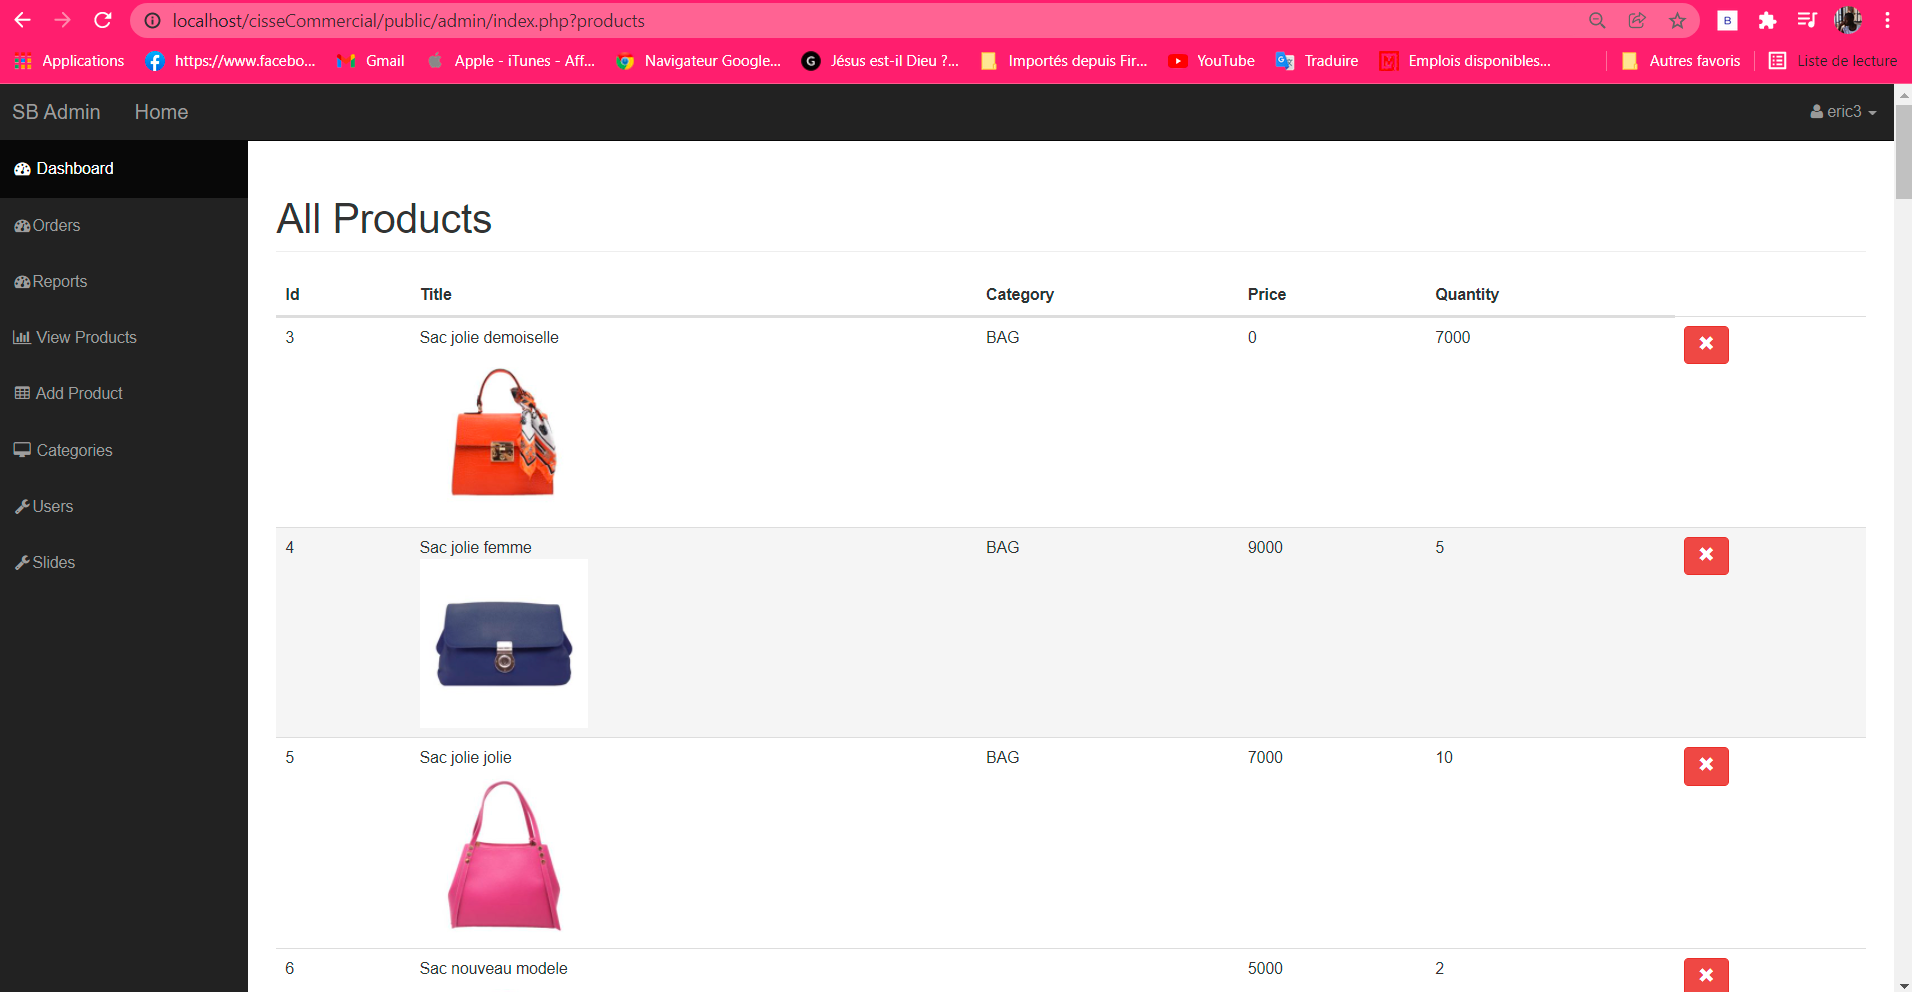 localhost/cisseCommercial/public/admin/index.php?products
B
Applications https://www.facebo... Gmail Apple - iTunes - Aff... Navigateur Google... G Jésus est-il Dieu ?... Importés depuis Fir... YouTube Traduire M Emplois disponibles... Autres favoris Liste de lecture
SB Admin Home eric3
Dashboard
Orders
Reports
View Products
Add Product
Categories
Users
Slides
All Products
Id Title Category Price Quantity
3 Sac jolie demoiselle BAG 0 7000
4 Sac jolie femme BAG 9000 5
5 Sac jolie jolie BAG 7000 10
6 Sac nouveau modele 5000 2